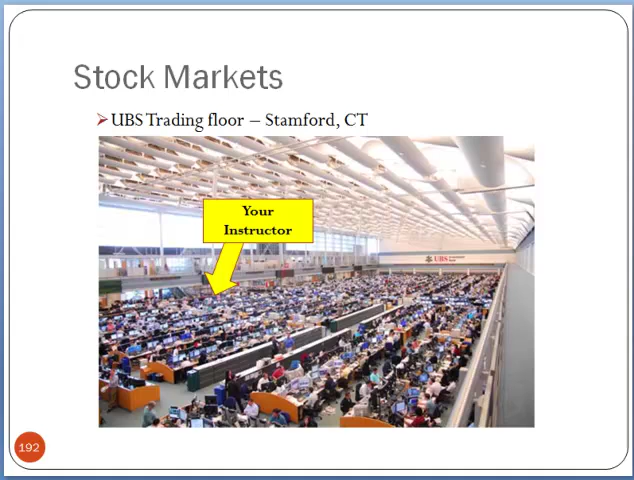 Stock Markets
➢UBS Trading floor – Stamford, CT
Your
Instructor
UBS
192